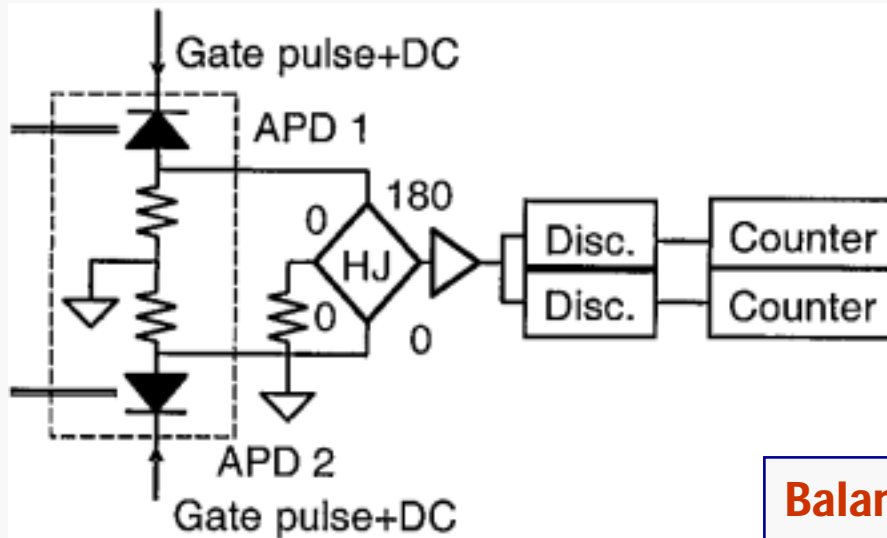 Gate pulse+DC
APD 1
180
0
HJ
Disc.
Counter
Disc.
Counter
0
0
APD 2
Gate pulse+DC